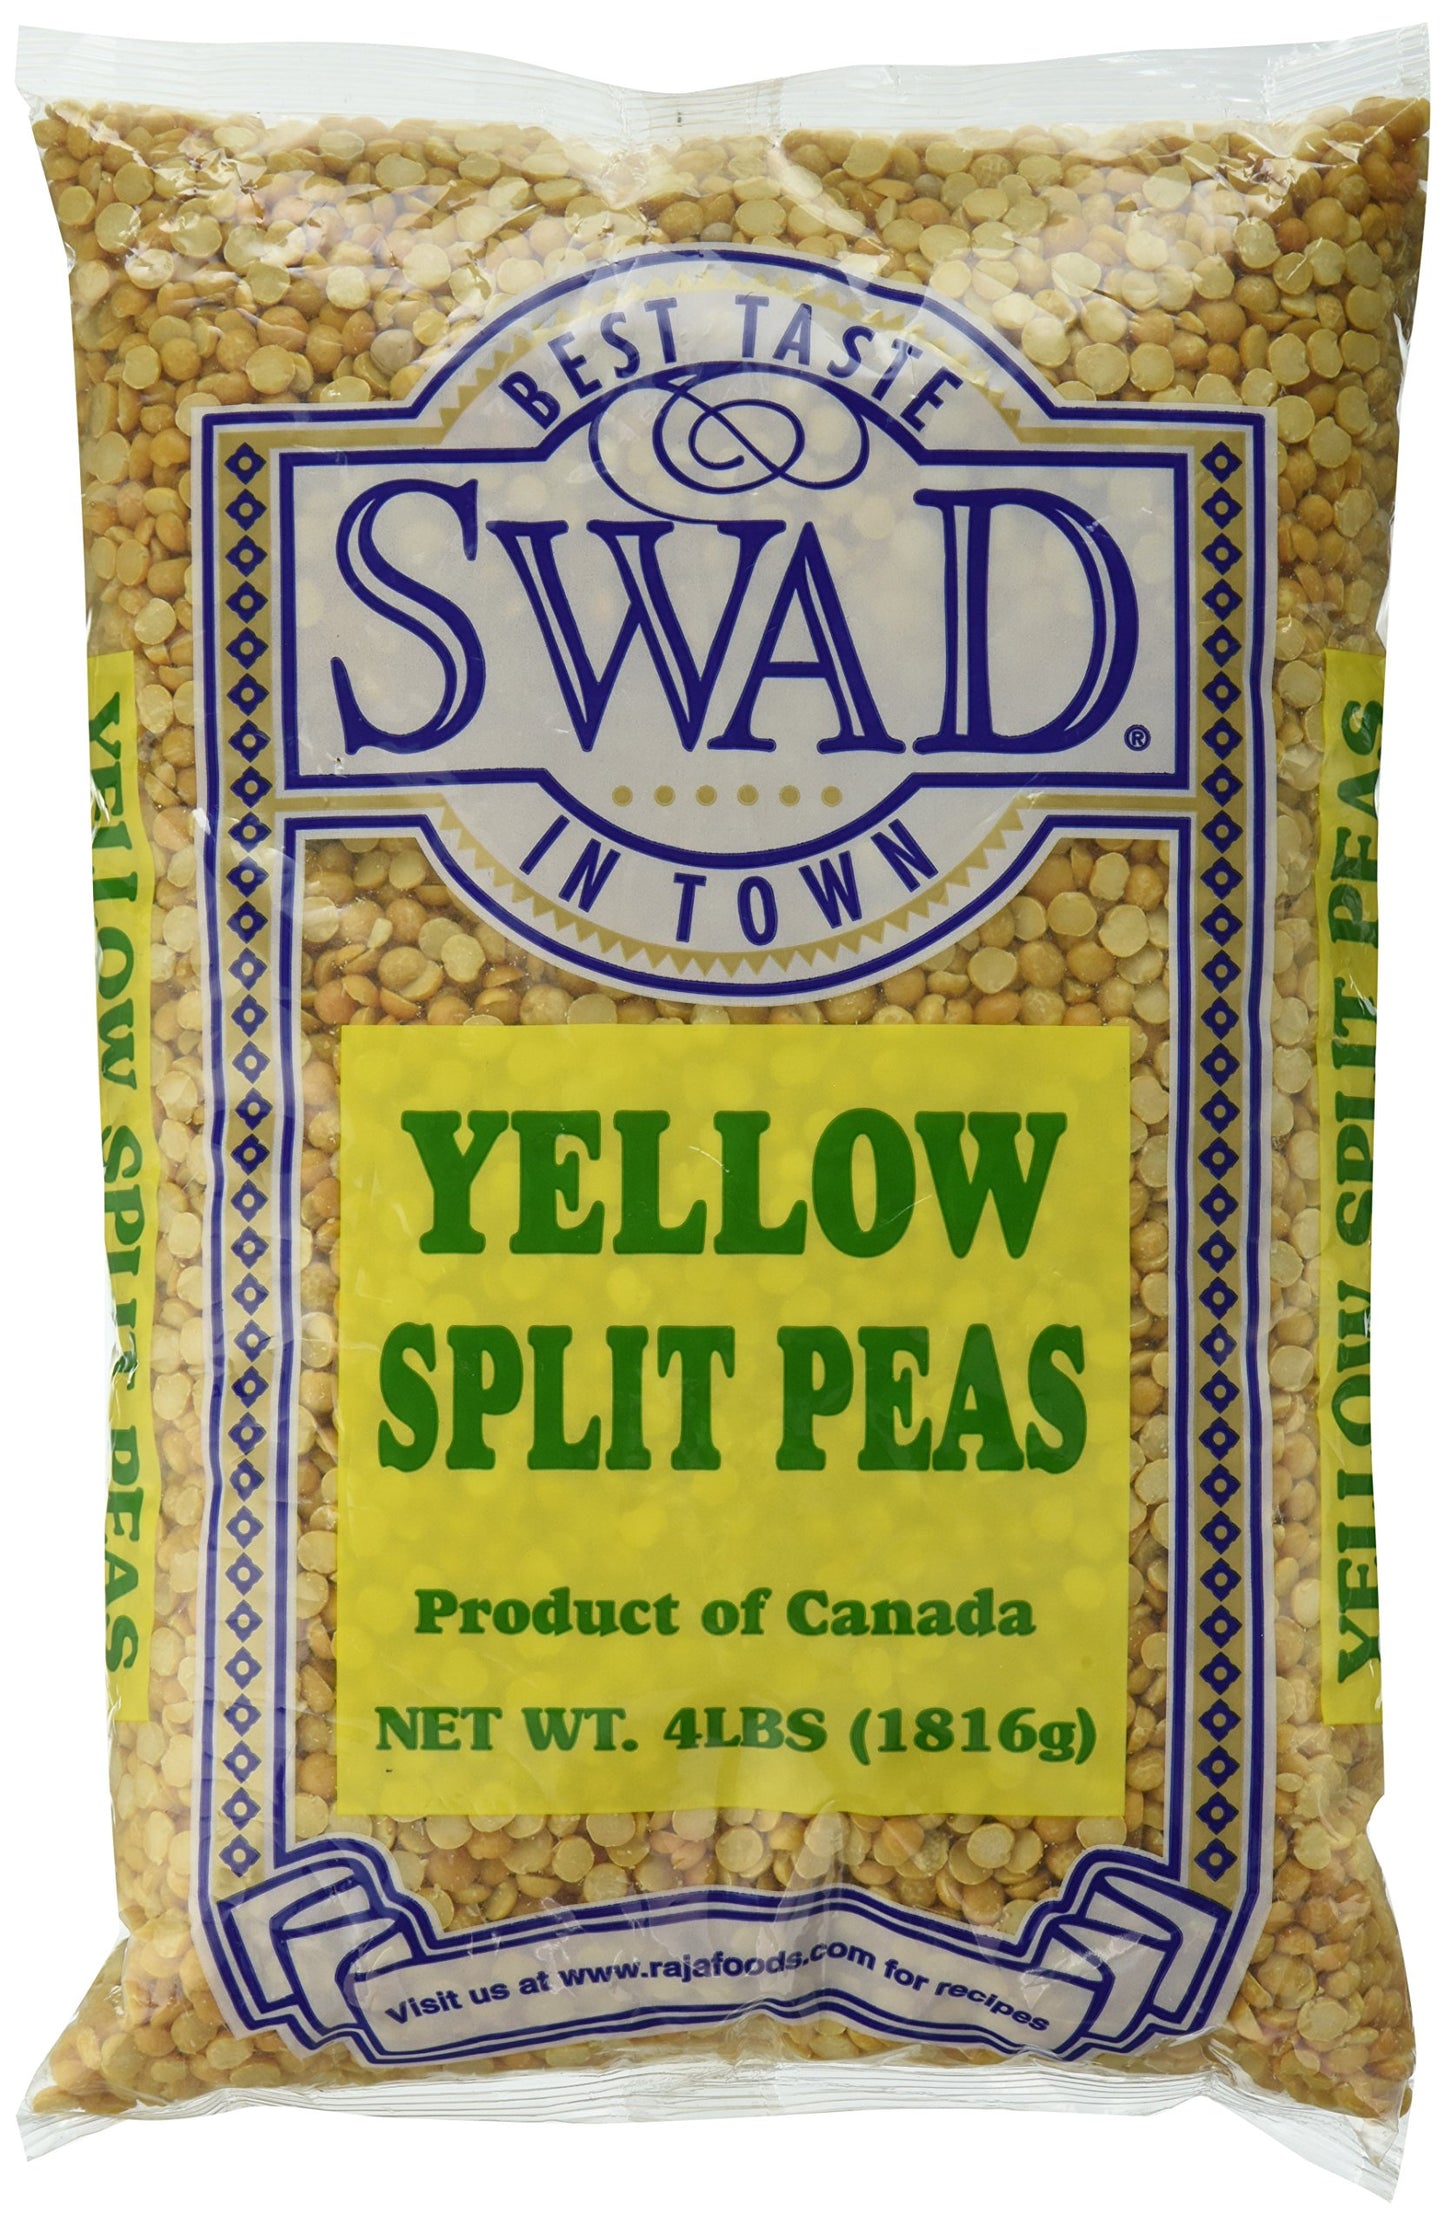 BEST TASTE
SWAD®
IN TOWN
YELLOW SPLIT PEAS
YELLOW SPLIT PEAS
YELLOW
SPLIT PEAS
Product of Canada
NET WT. 4LBS (1816g)
Visit us at www.rajafoods.com for recipes